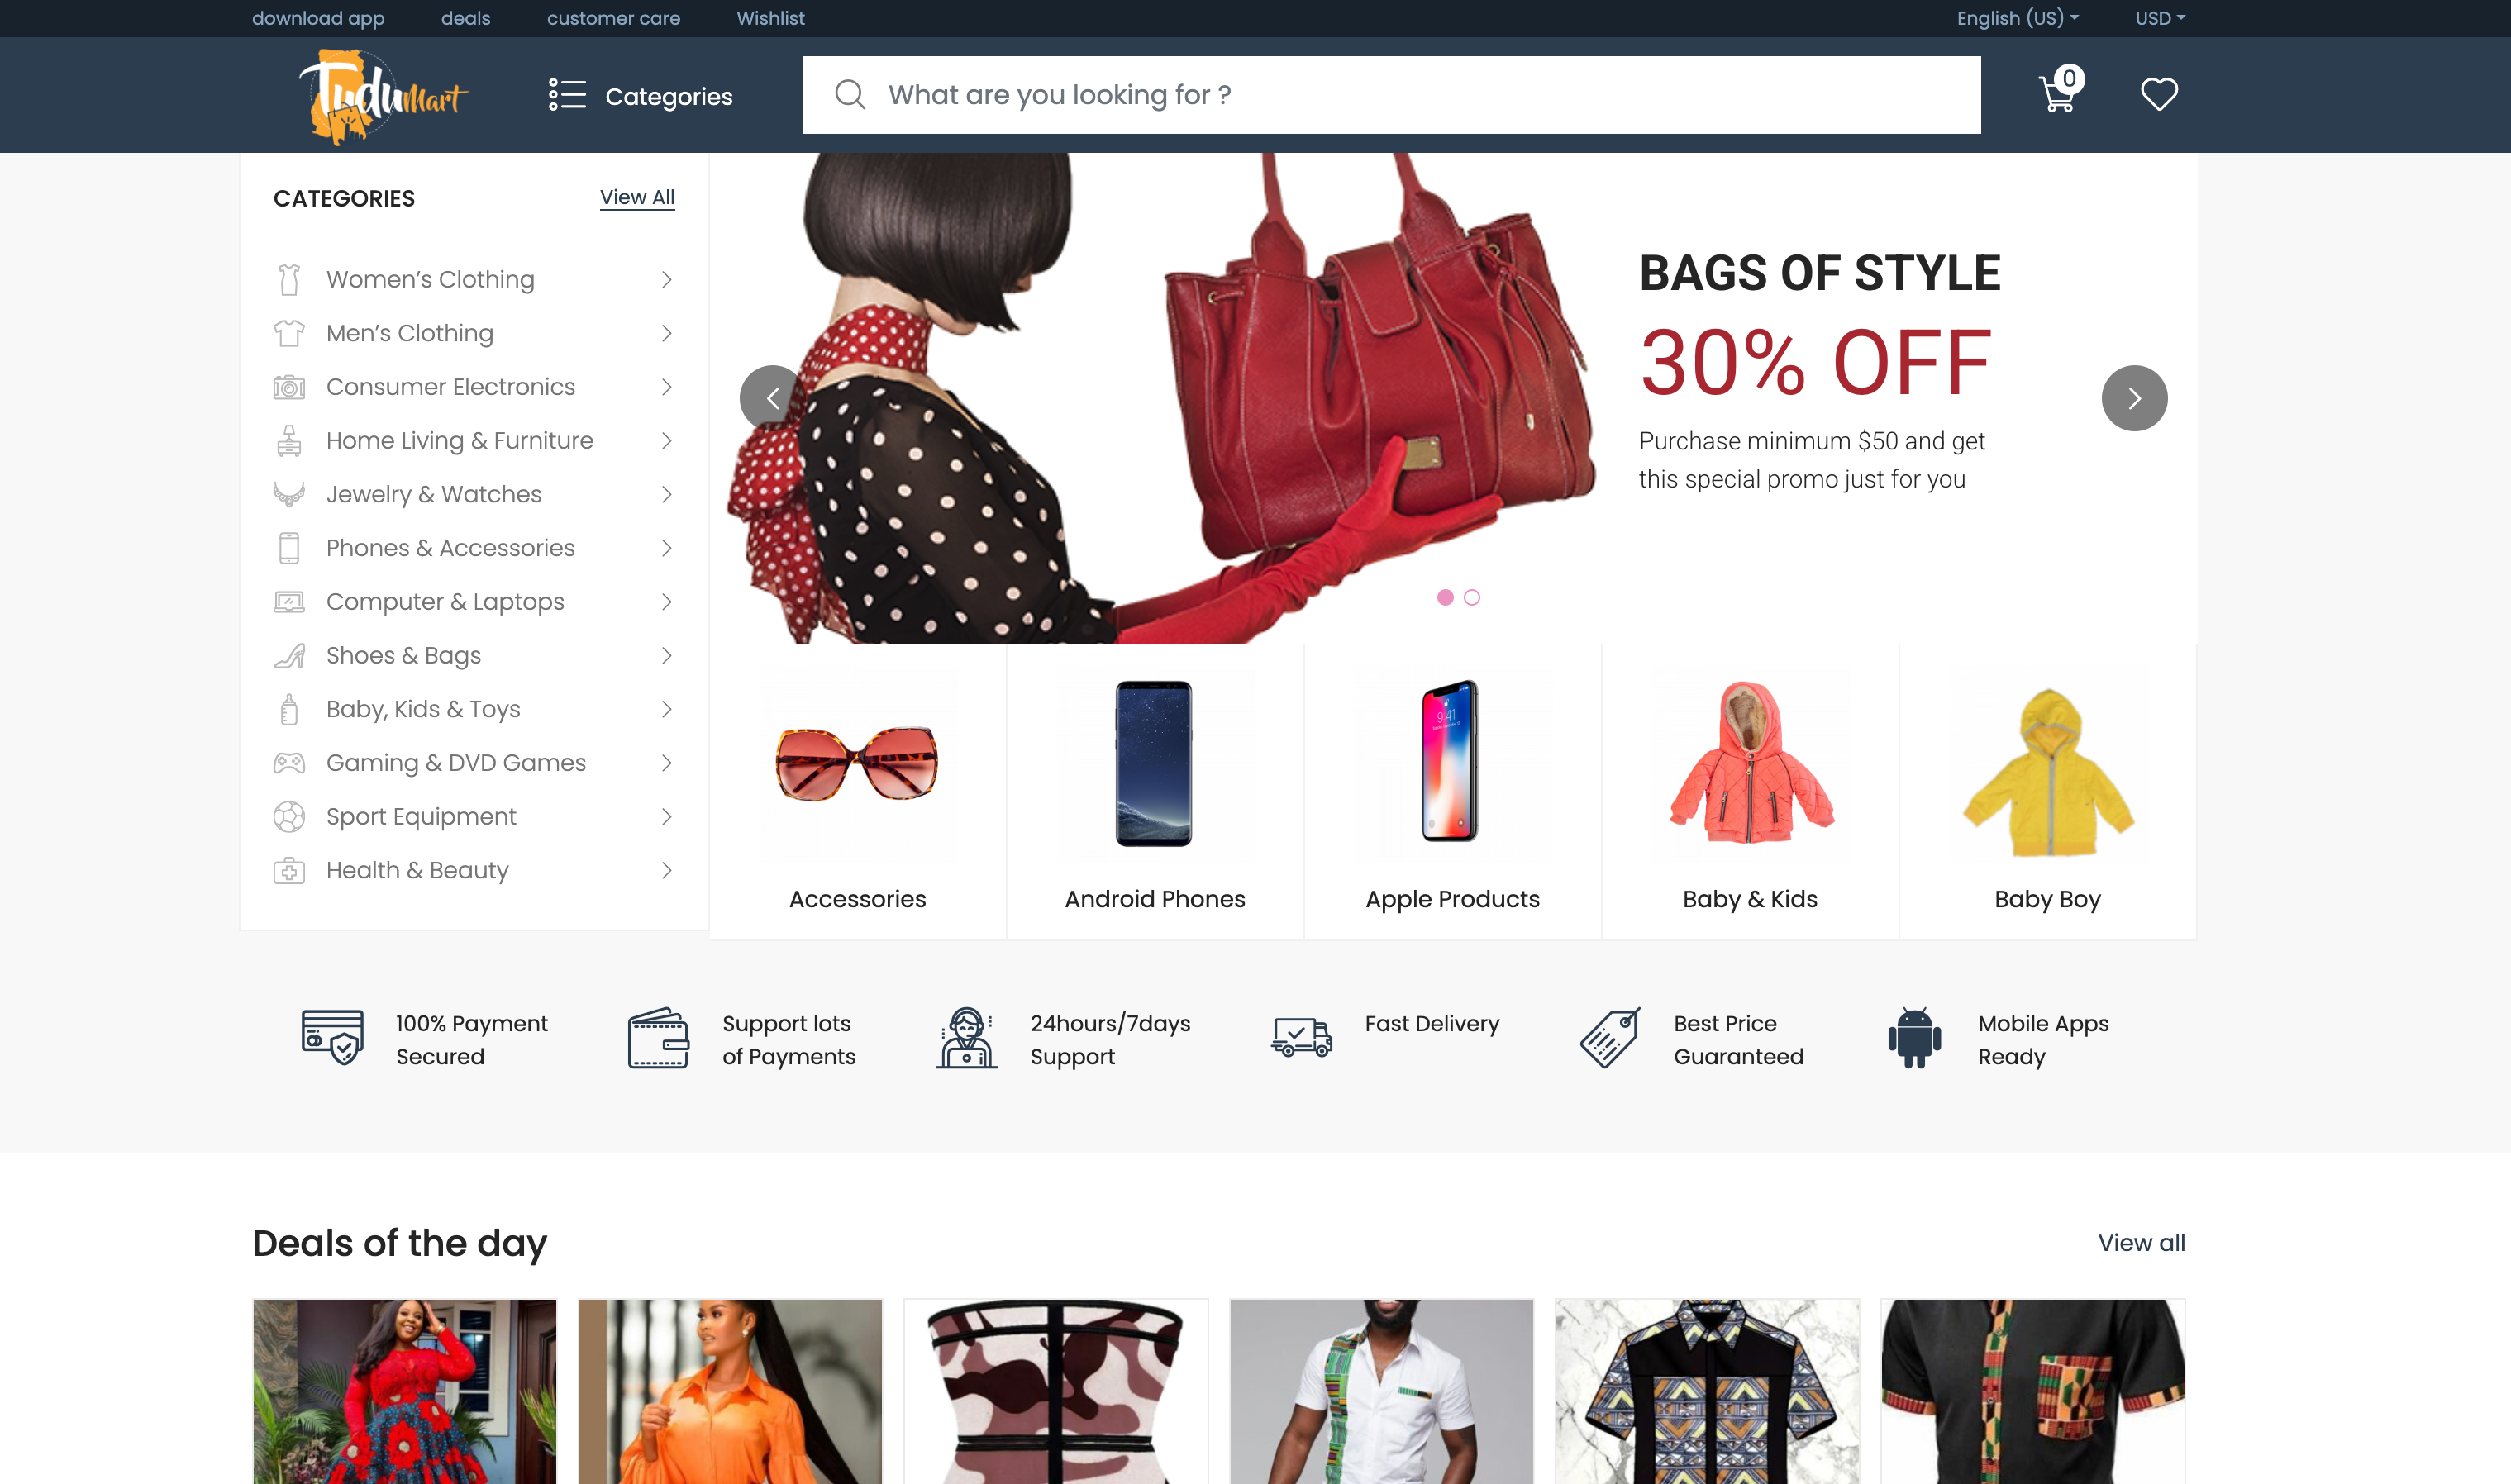 download app deals customer care Wishlist English (US) USD
TuduMart
Categories
What are you looking for ?
0
CATEGORIES View All
Women’s Clothing
Men’s Clothing
Consumer Electronics
Home Living & Furniture
Jewelry & Watches
Phones & Accessories
Computer & Laptops
Shoes & Bags
Baby, Kids & Toys
Gaming & DVD Games
Sport Equipment
Health & Beauty
BAGS OF STYLE
30% OFF
Purchase minimum $50 and get
this special promo just for you
9:41
Accessories
Android Phones
Apple Products
Baby & Kids
Baby Boy
100% Payment
Secured
Support lots
of Payments
24hours/7days
Support
Fast Delivery
Best Price
Guaranteed
Mobile Apps
Ready
Deals of the day
View all